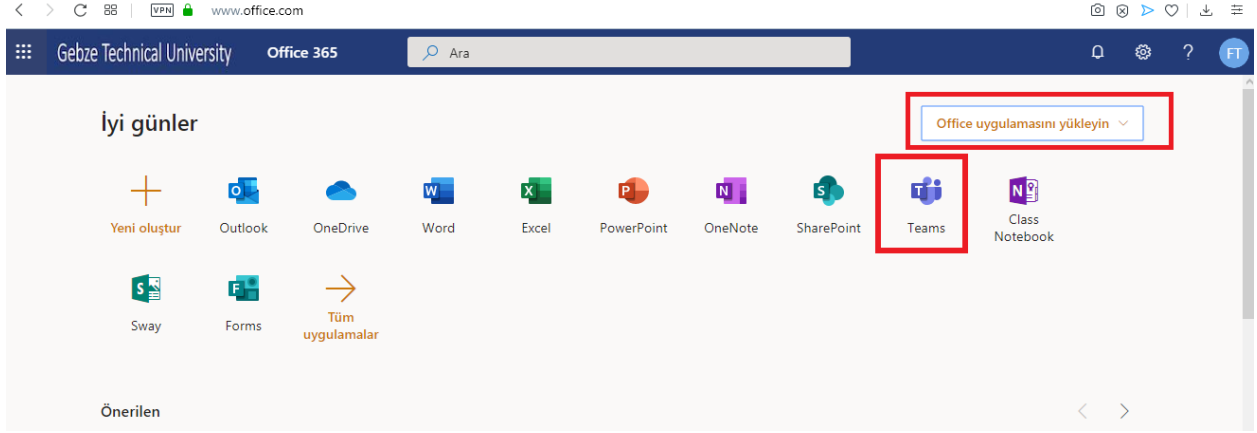 VPN www.office.com
Gebze Technical University Office 365 Ara ? FT
İyi günler
Office uygulamasını yükleyin
Yeni oluştur Outlook OneDrive Word Excel PowerPoint OneNote SharePoint Teams Class Notebook
Sway Forms Tüm uygulamalar
Önerilen